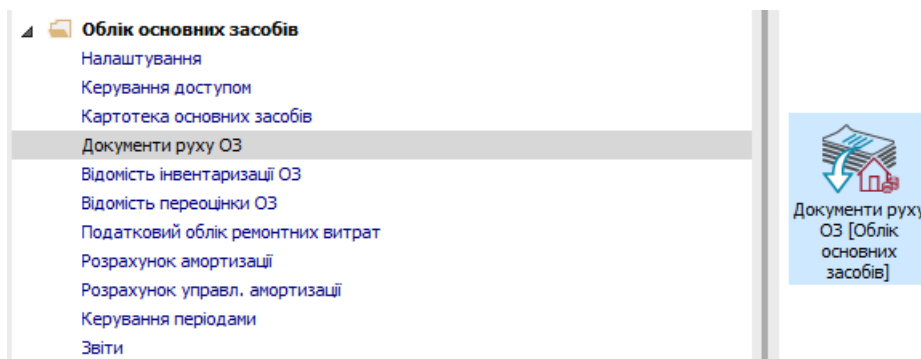 Облік основних засобів
Налаштування
Керування доступом
Картотека основних засобів
Документи руху ОЗ
Відомість інвентаризації ОЗ
Відомість переоцінки ОЗ
Податковий облік ремонтних витрат
Розрахунок амортизації
Розрахунок управл. амортизації
Керування періодами
Звіти
Документи руху
ОЗ [Облік
основних
засобів]